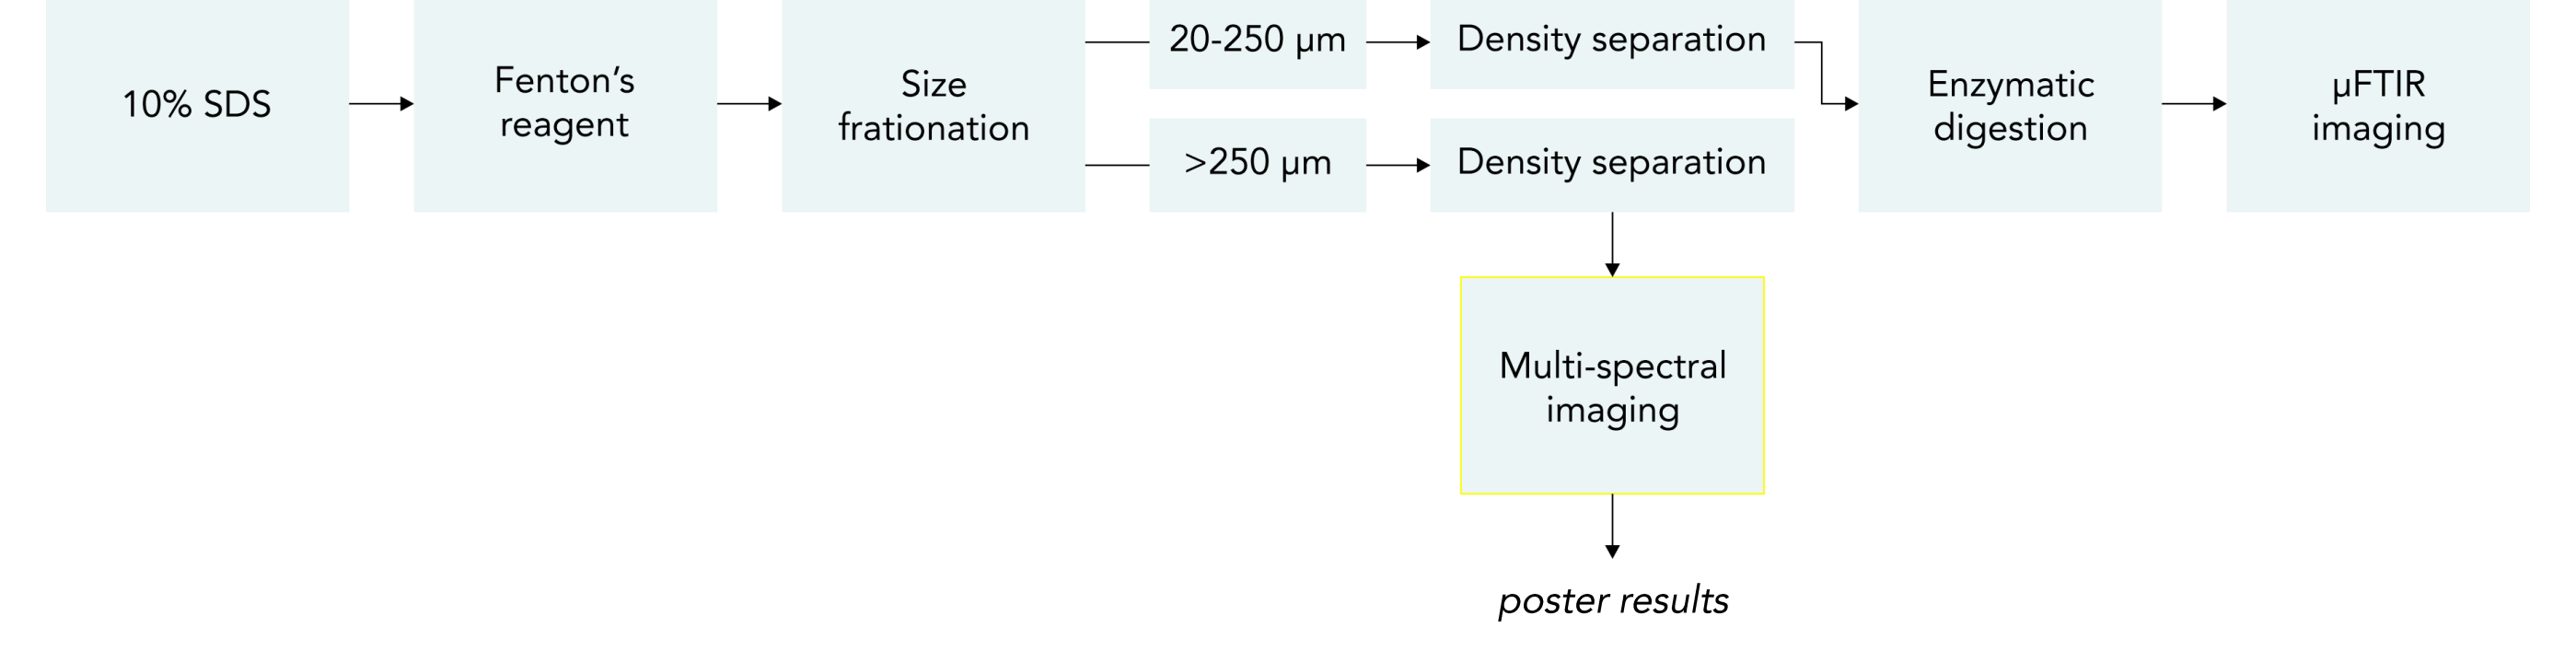 10% SDS
Fenton’s
reagent
Size
frationation
20-250 µm
Density separation
>250 µm
Density separation
Enzymatic
digestion
µFTIR
imaging
Multi-spectral
imaging
poster results